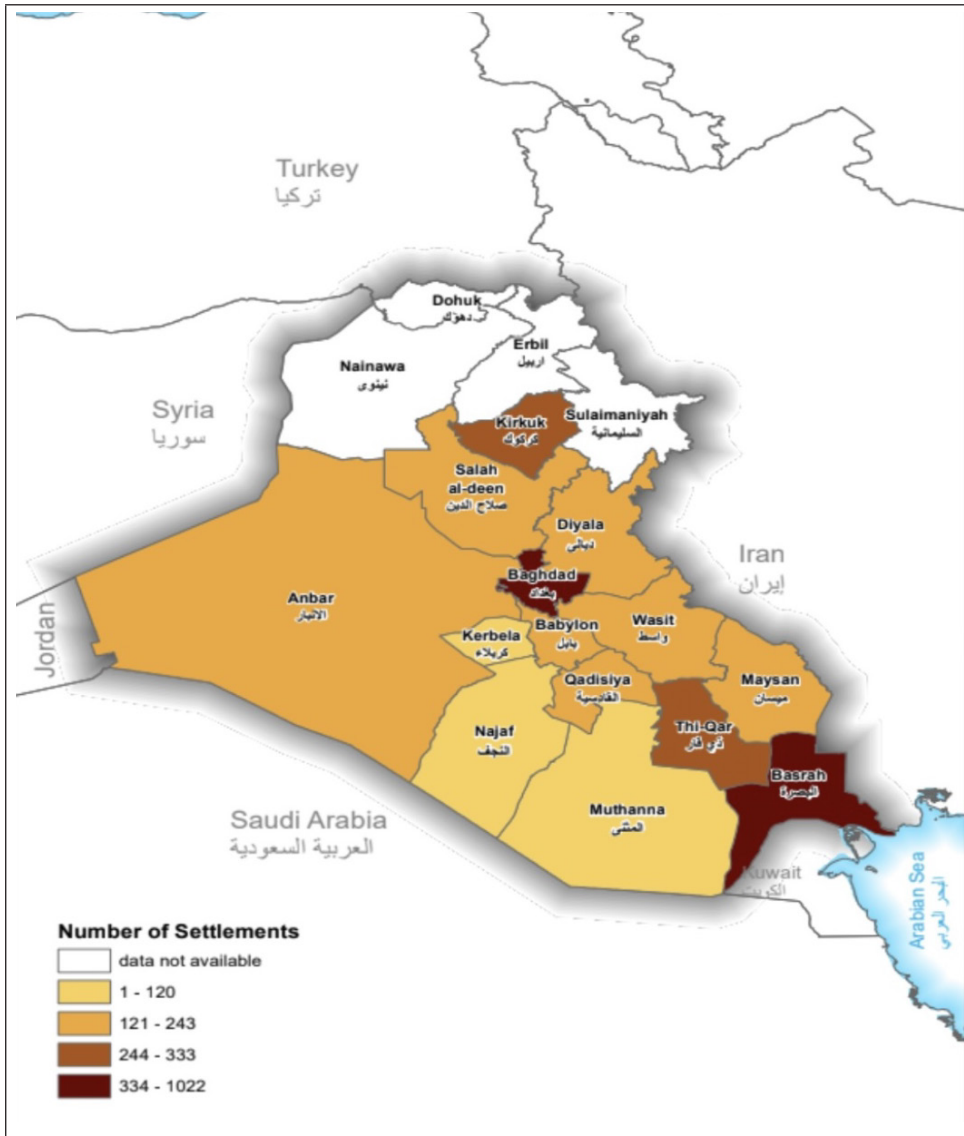 Turkey
تركيا
Dohuk
دهوك
Erbil
اربيل
Nainawa
نينوى
Syria
سوريا
Kirkuk
كركوك
Sulaimaniyah
السليمانية
Salah
al-deen
صلاح الدين
Diyala
ديالى
Iran
إيران
Baghdad
بغداد
Anbar
الانبار
Jordan
Babylon
بابل
Wasit
واسط
Kerbela
كربلاء
Qadisiya
القادسية
Maysan
ميسان
Najaf
النجف
Thi-Qar
ذي قار
Basrah
البصرة
Muthanna
المثنى
Saudi Arabia
العربية السعودية
Kuwait
الكويت
Arabian Sea
البحر العربي
Number of Settlements
data not available
1 - 120
121 - 243
244 - 333
334 - 1022